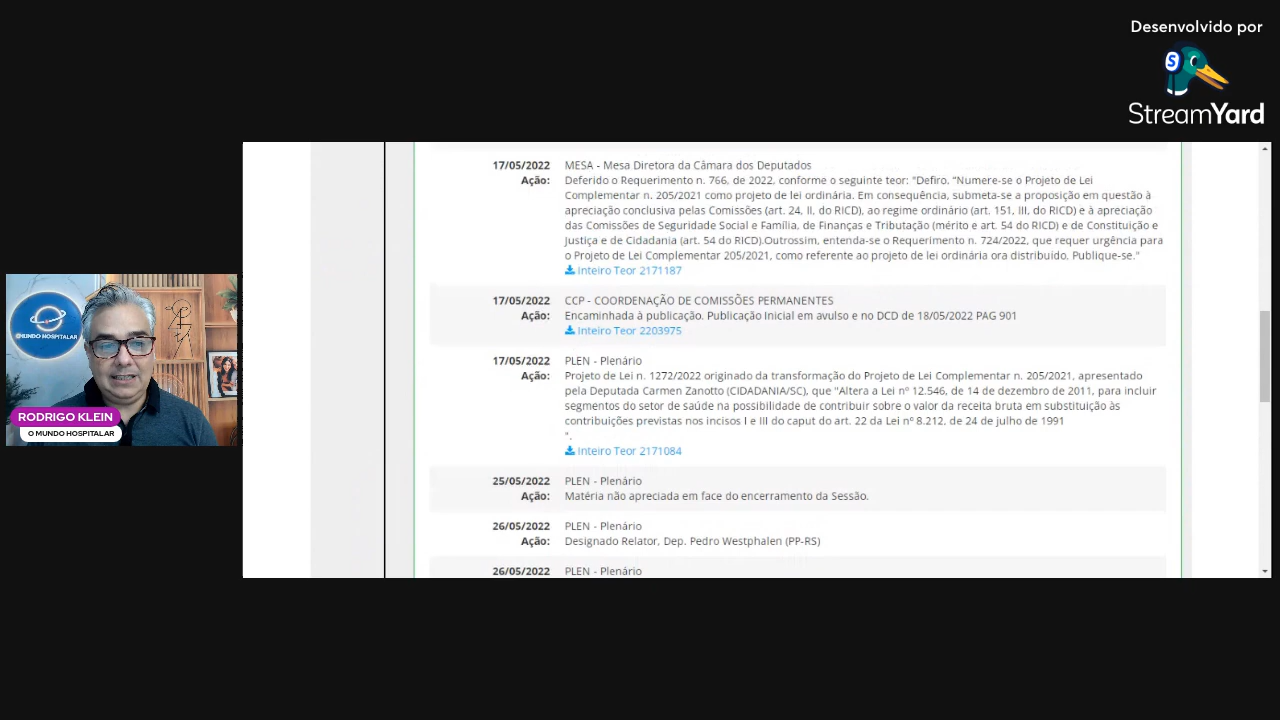 Desenvolvido por
S
StreamYard
17/05/2022 MESA - Mesa Diretora da Câmara dos Deputados
Ação: Deferido o Requerimento n. 766, de 2022, conforme o seguinte teor: "Defiro, “Numere-se o Projeto de Lei
Complementar n. 205/2021 como projeto de lei ordinária. Em consequência, submeta-se a proposição em questão à
apreciação conclusiva pelas Comissões (art. 24, II, do RICD), ao regime ordinário (art. 151, III, do RICD) e à apreciação
das Comissões de Seguridade Social e Família, de Finanças e Tributação (mérito e art. 54 do RICD) e de Constituição e
Justiça e de Cidadania (art. 54 do RICD).Outrossim, entenda-se o Requerimento n. 724/2022, que requer urgência para
o Projeto de Lei Complementar 205/2021, como referente ao projeto de lei ordinária ora distribuído. Publique-se."
Inteiro Teor 2171187
17/05/2022 CCP - COORDENAÇÃO DE COMISSÕES PERMANENTES
Ação: Encaminhada à publicação. Publicação Inicial em avulso e no DCD de 18/05/2022 PAG 901
Inteiro Teor 2203975
17/05/2022 PLEN - Plenário
Ação: Projeto de Lei n. 1272/2022 originado da transformação do Projeto de Lei Complementar n. 205/2021, apresentado
pela Deputada Carmen Zanotto (CIDADANIA/SC), que "Altera a Lei nº 12.546, de 14 de dezembro de 2011, para incluir
segmentos do setor de saúde na possibilidade de contribuir sobre o valor da receita bruta em substituição às
contribuições previstas nos incisos I e III do caput do art. 22 da Lei nº 8.212, de 24 de julho de 1991
".
Inteiro Teor 2171084
25/05/2022 PLEN - Plenário
Ação: Matéria não apreciada em face do encerramento da Sessão.
26/05/2022 PLEN - Plenário
Ação: Designado Relator, Dep. Pedro Westphalen (PP-RS)
26/05/2022 PLEN - Plenário
@MUNDO HOSPITALAR
RODRIGO KLEIN
O MUNDO HOSPITALAR